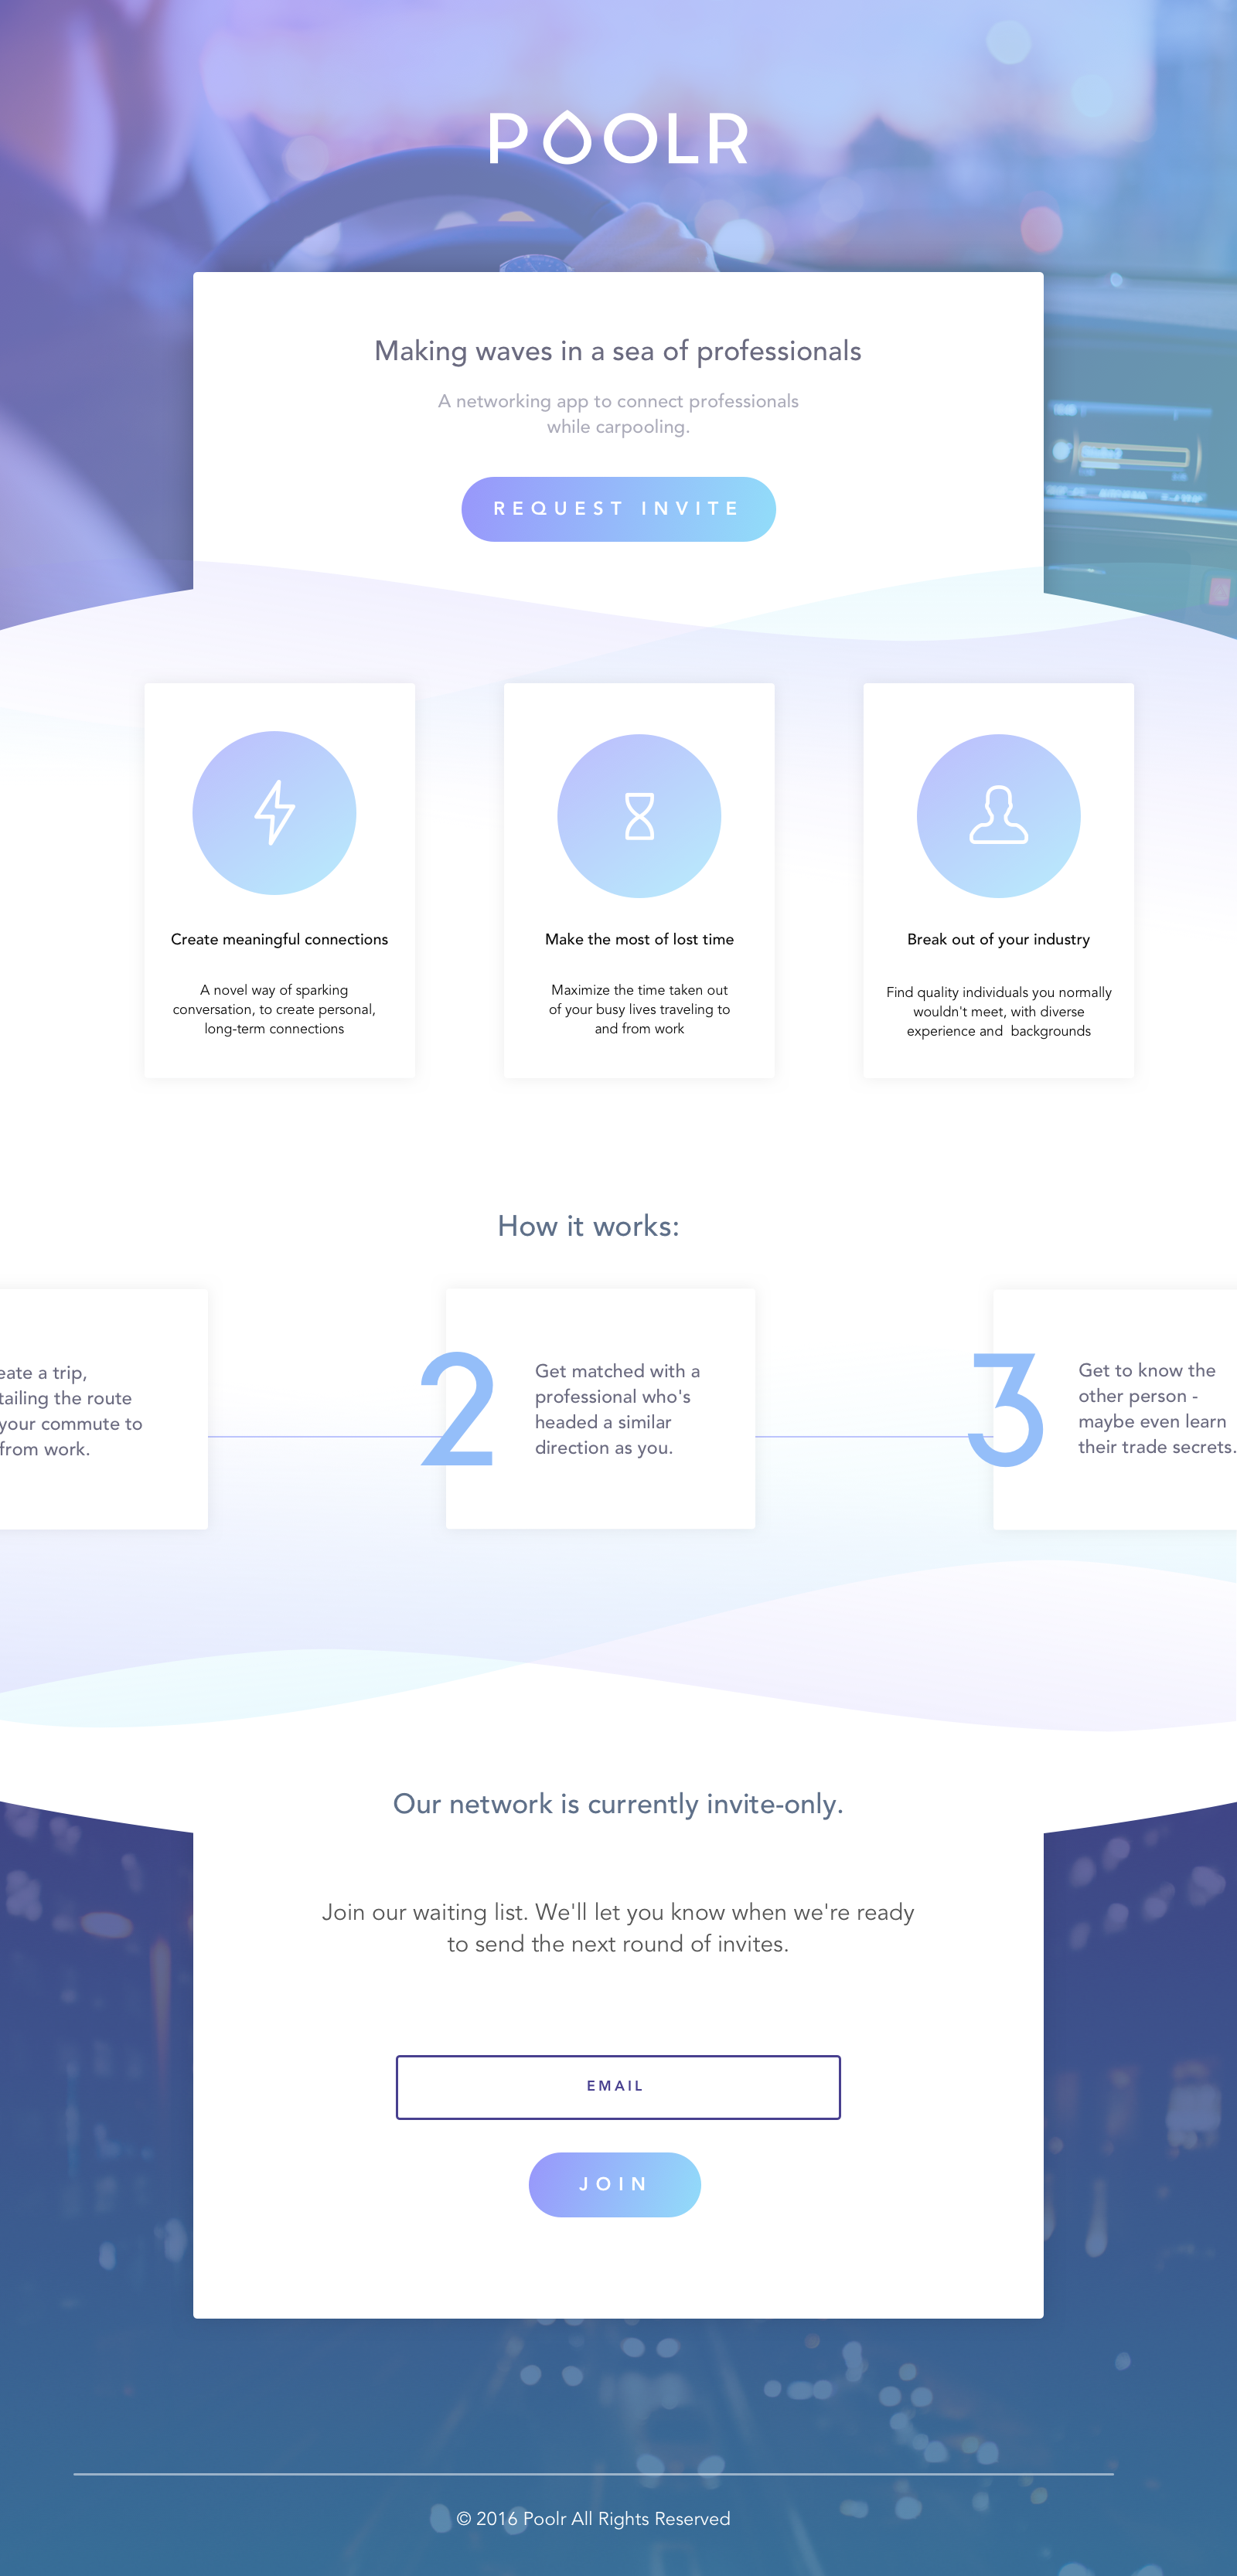 POOLR
Making waves in a sea of professionals
A networking app to connect professionals
while carpooling.
REQUEST INVITE
Create meaningful connections
A novel way of sparking
conversation, to create personal,
long-term connections
Make the most of lost time
Maximize the time taken out
of your busy lives traveling to
and from work
Break out of your industry
Find quality individuals you normally
wouldn't meet, with diverse
experience and  backgrounds
How it works:
eate a trip,
tailing the route
your commute to
from work.
2
Get matched with a
professional who's
headed a similar
direction as you.
3
Get to know the
other person -
maybe even learn
their trade secrets.
Our network is currently invite-only.
Join our waiting list. We'll let you know when we're ready
to send the next round of invites.
EMAIL
JOIN
© 2016 Poolr All Rights Reserved